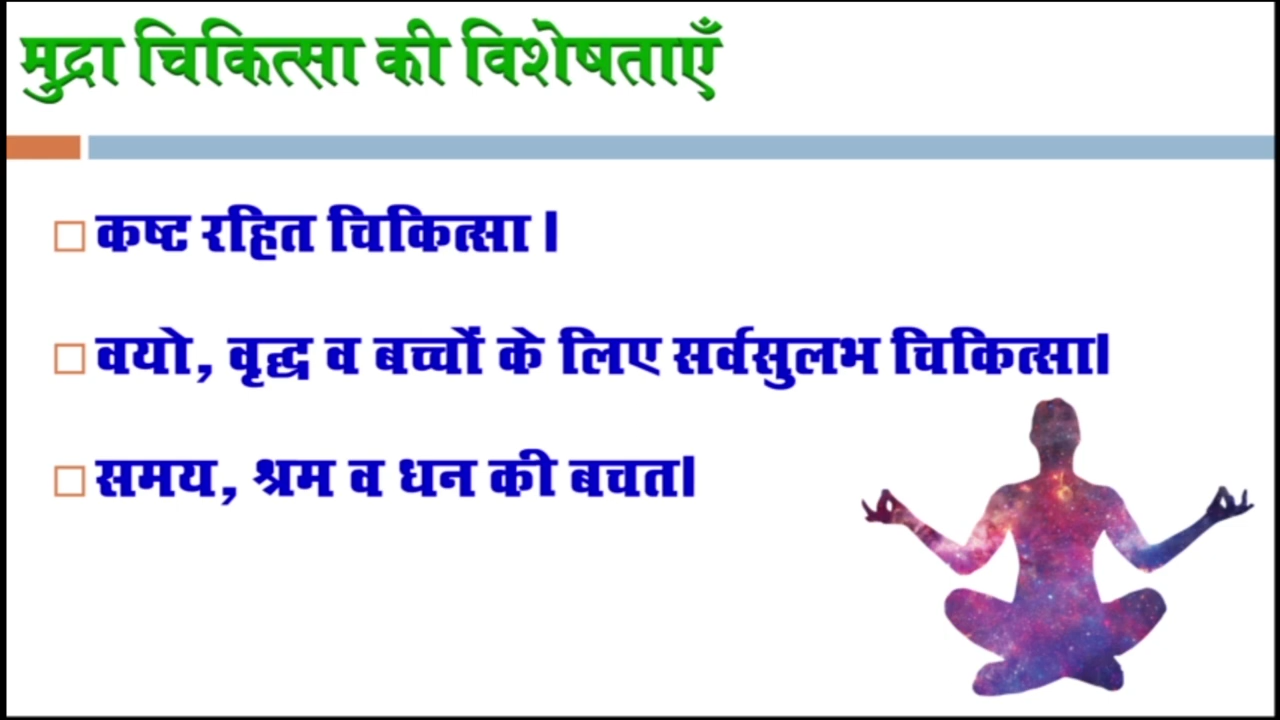 मुद्रा चिकित्सा की विशेषताएँ
कष्ट रहित चिकित्सा ।
वयो, वृद्ध व बच्चों के लिए सर्वसुलभ चिकित्सा।
समय, श्रम व धन की बचत।